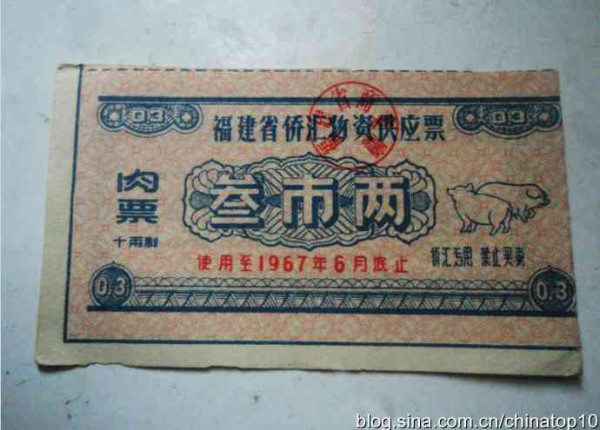 03
03
福建省侨汇物资供应票
肉
票
十兩制
叁市两
使用至1967年6月底止
侨汇专用 禁止买卖
0.3
0.3
blog.sina.com.cn/chinatop10